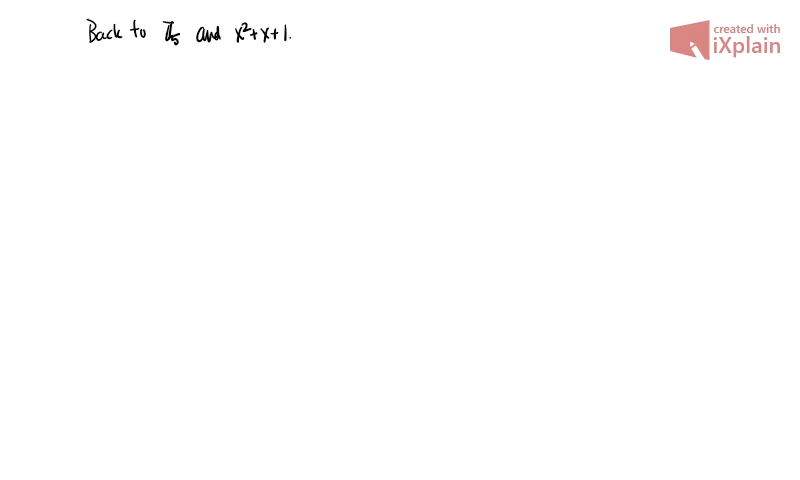 Back to ℤ₅ and x²+x+1.
created with
iXplain